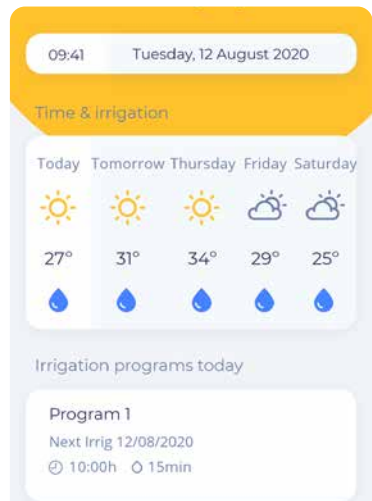 09:41 Tuesday, 12 August 2020
Time & irrigation
Today Tomorrow Thursday Friday Saturday
27° 31° 34° 29° 25°
Irrigation programs today
Program 1
Next Irrig 12/08/2020
10:00h 15min